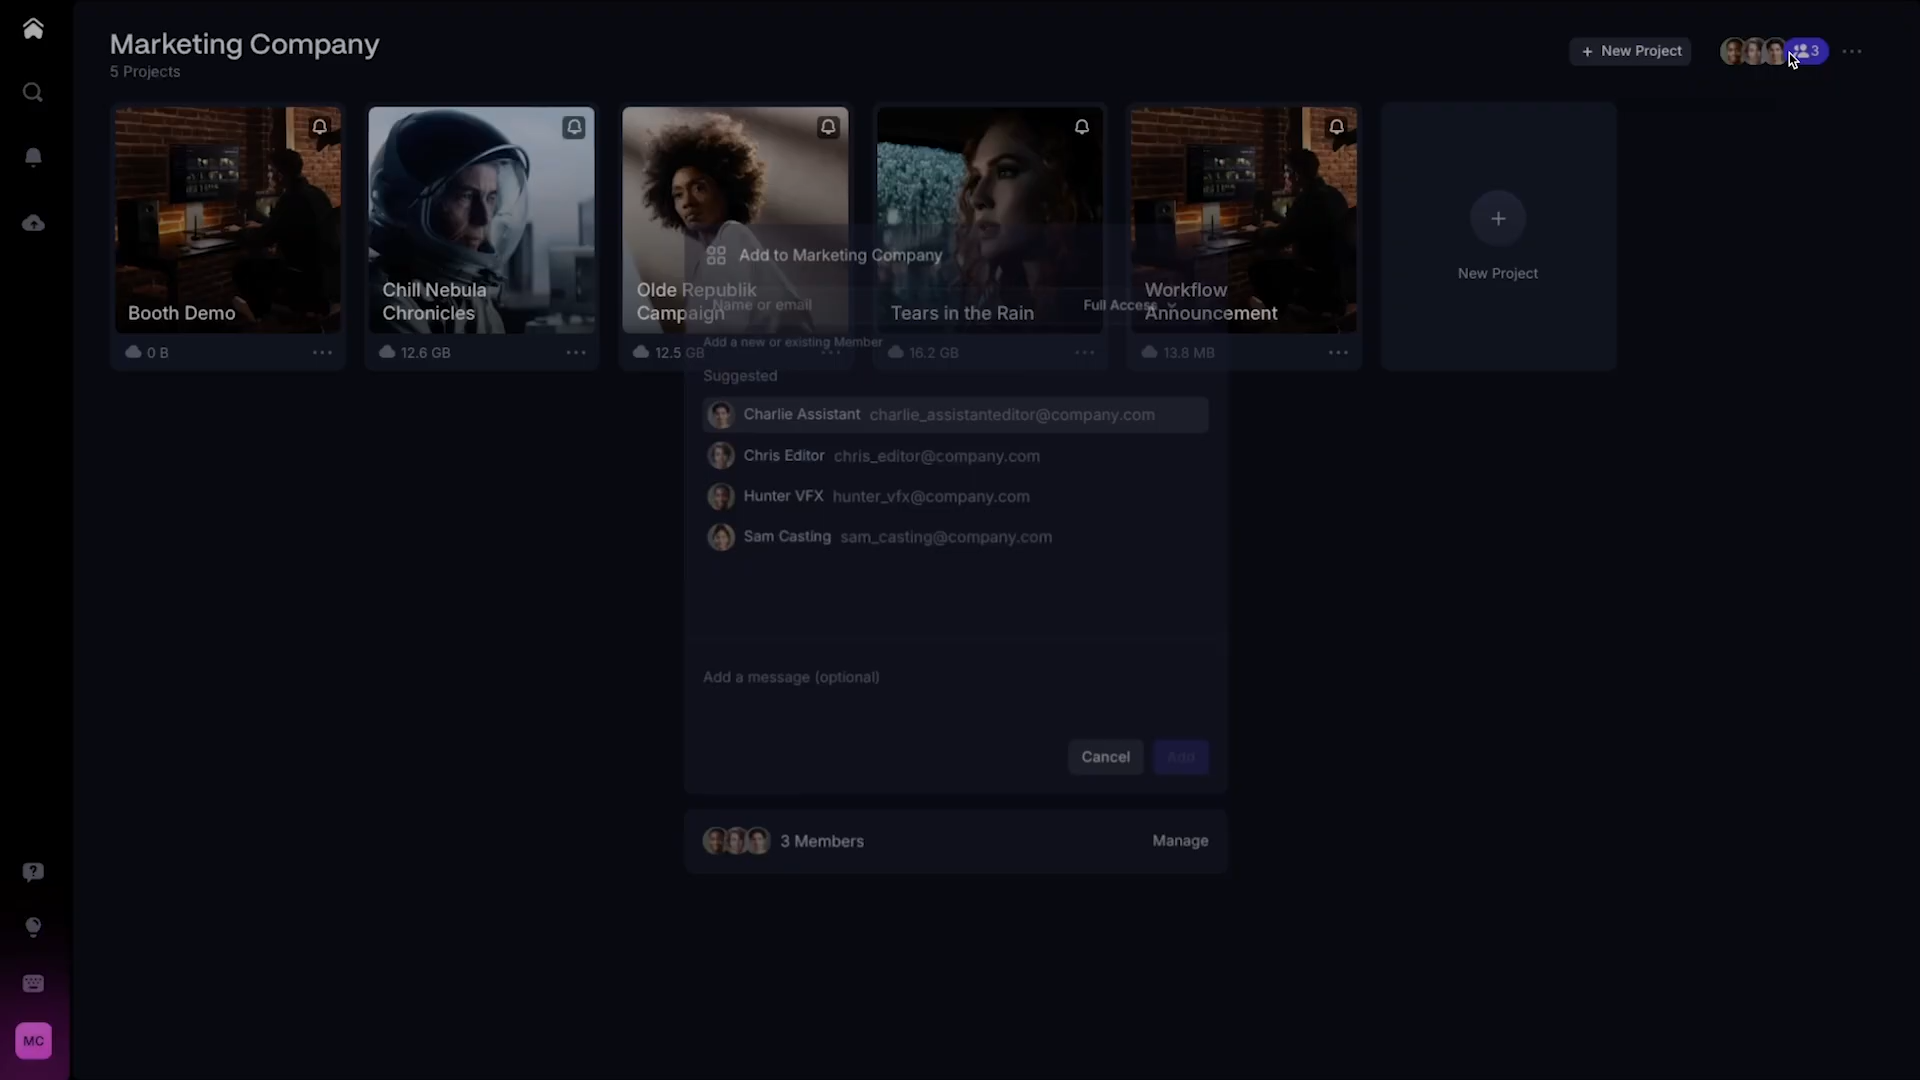 Marketing Company
5 Projects
+ New Project
3
Booth Demo
0 B
Chill Nebula
Chronicles
12.6 GB
Olde Republik
Campaign
12.5 GB
Tears in the Rain
16.2 GB
Workflow
Announcement
13.8 MB
New Project
Add to Marketing Company
Name or email
Full Access
Add a new or existing Member
Suggested
Charlie Assistant charlie_assistanteditor@company.com
Chris Editor chris_editor@company.com
Hunter VFX hunter_vfx@company.com
Sam Casting sam_casting@company.com
Add a message (optional)
Cancel Add
3 Members Manage
MC